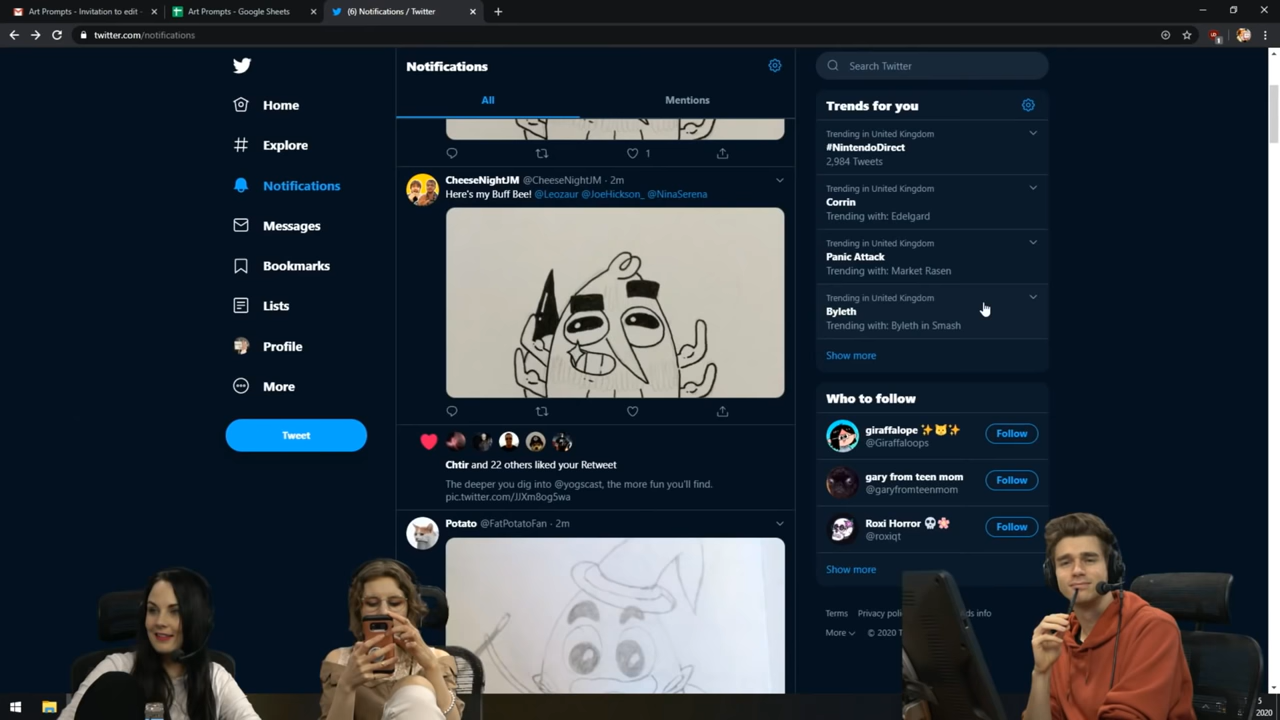 Art Prompts - Invitation to edit -
Art Prompts - Google Sheets
(6) Notifications / Twitter
twitter.com/notifications
Home
Explore
Notifications
Messages
Bookmarks
Lists
Profile
More
Tweet
Notifications
All
Mentions
1
CheeseNightJM @CheeseNightJM · 2m
Here's my Buff Bee! @Leozaur @JoeHickson_ @NinaSerena
Chtir and 22 others liked your Retweet
The deeper you dig into @yogscast, the more fun you'll find.
pic.twitter.com/JJXm8og5wa
Potato @FatPotatoFan · 2m
Search Twitter
Trends for you
Trending in United Kingdom
#NintendoDirect
2,984 Tweets
Trending in United Kingdom
Corrin
Trending with: Edelgard
Trending in United Kingdom
Panic Attack
Trending with: Market Rasen
Trending in United Kingdom
Byleth
Trending with: Byleth in Smash
Show more
Who to follow
giraffalope ✨😺✨
@Giraffaloops
Follow
gary from teen mom
@garyfromteenmom
Follow
Roxi Horror 💀🌸
@roxiqt
Follow
Show more
Terms
More
© 2020
2020